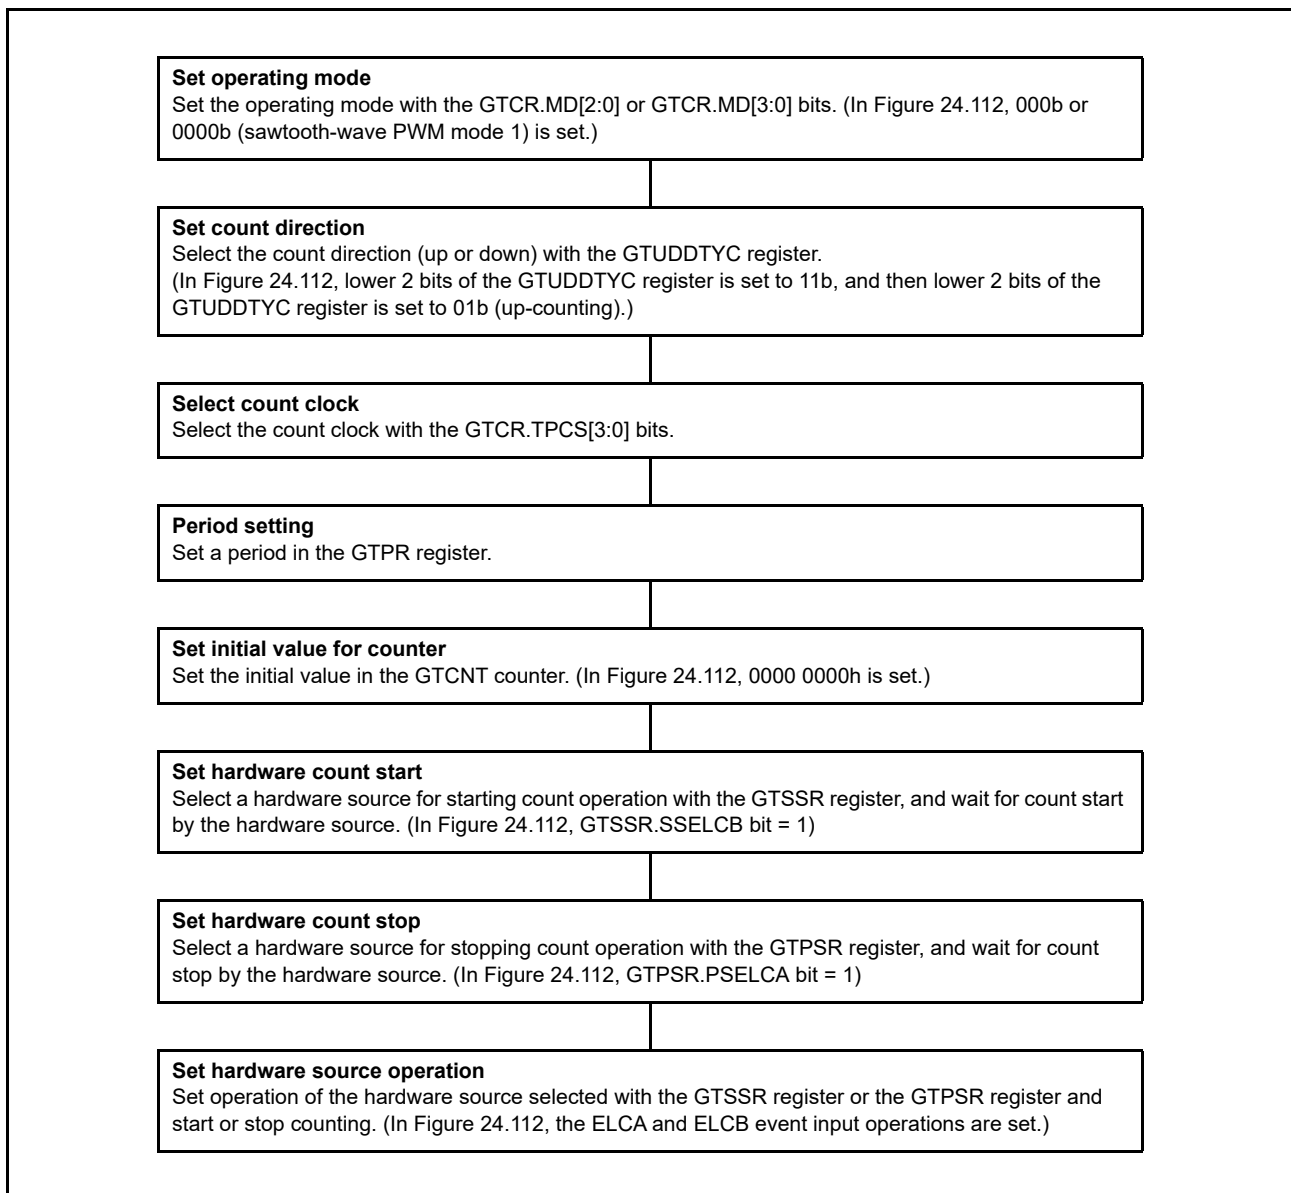 Set operating mode
Set the operating mode with the GTCR.MD[2:0] or GTCR.MD[3:0] bits. (In Figure 24.112, 000b or
0000b (sawtooth-wave PWM mode 1) is set.)
Set count direction
Select the count direction (up or down) with the GTUDDTYC register.
(In Figure 24.112, lower 2 bits of the GTUDDTYC register is set to 11b, and then lower 2 bits of the
GTUDDTYC register is set to 01b (up-counting).)
Select count clock
Select the count clock with the GTCR.TPCS[3:0] bits.
Period setting
Set a period in the GTPR register.
Set initial value for counter
Set the initial value in the GTCNT counter. (In Figure 24.112, 0000 0000h is set.)
Set hardware count start
Select a hardware source for starting count operation with the GTSSR register, and wait for count start
by the hardware source. (In Figure 24.112, GTSSR.SSELCB bit = 1)
Set hardware count stop
Select a hardware source for stopping count operation with the GTPSR register, and wait for count
stop by the hardware source. (In Figure 24.112, GTPSR.PSELCA bit = 1)
Set hardware source operation
Set operation of the hardware source selected with the GTSSR register or the GTPSR register and
start or stop counting. (In Figure 24.112, the ELCA and ELCB event input operations are set.)